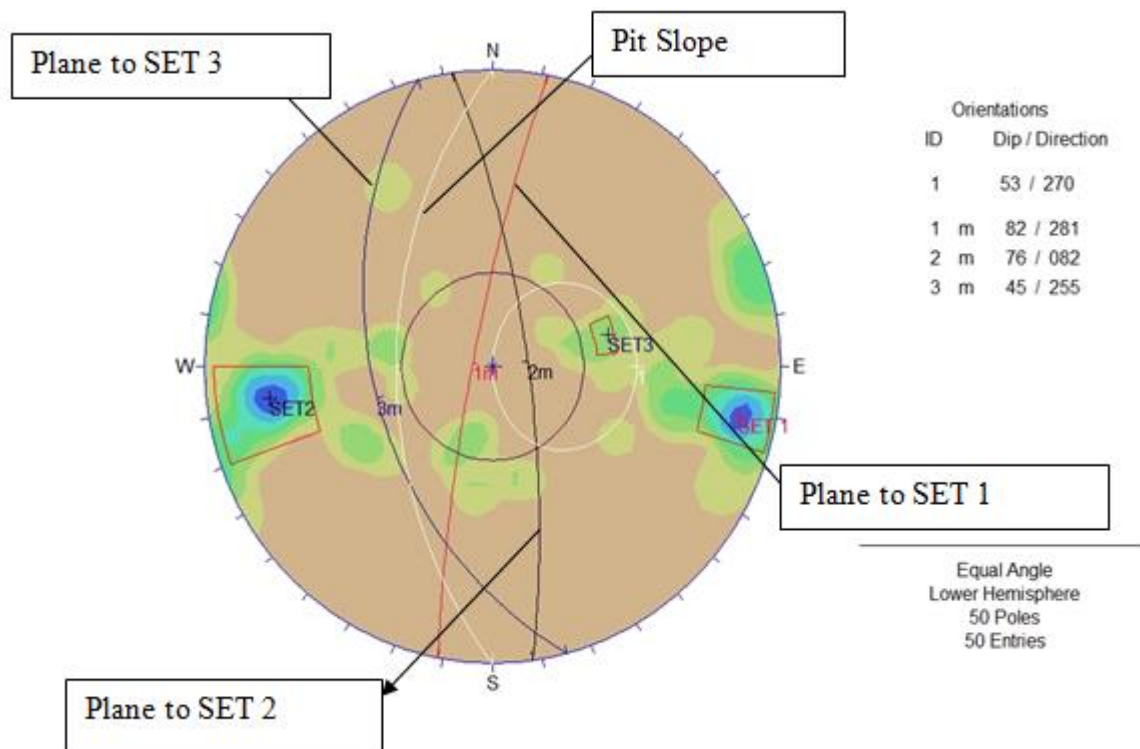 Plane to SET 3
Pit Slope
N
Orientations
ID Dip / Direction
1 53 / 270
1 m 82 / 281
2 m 76 / 082
3 m 45 / 255
W
E
SET3
1m
2m
1
SET2
3m
SET 1
Plane to SET 1
Equal Angle
Lower Hemisphere
50 Poles
50 Entries
S
Plane to SET 2